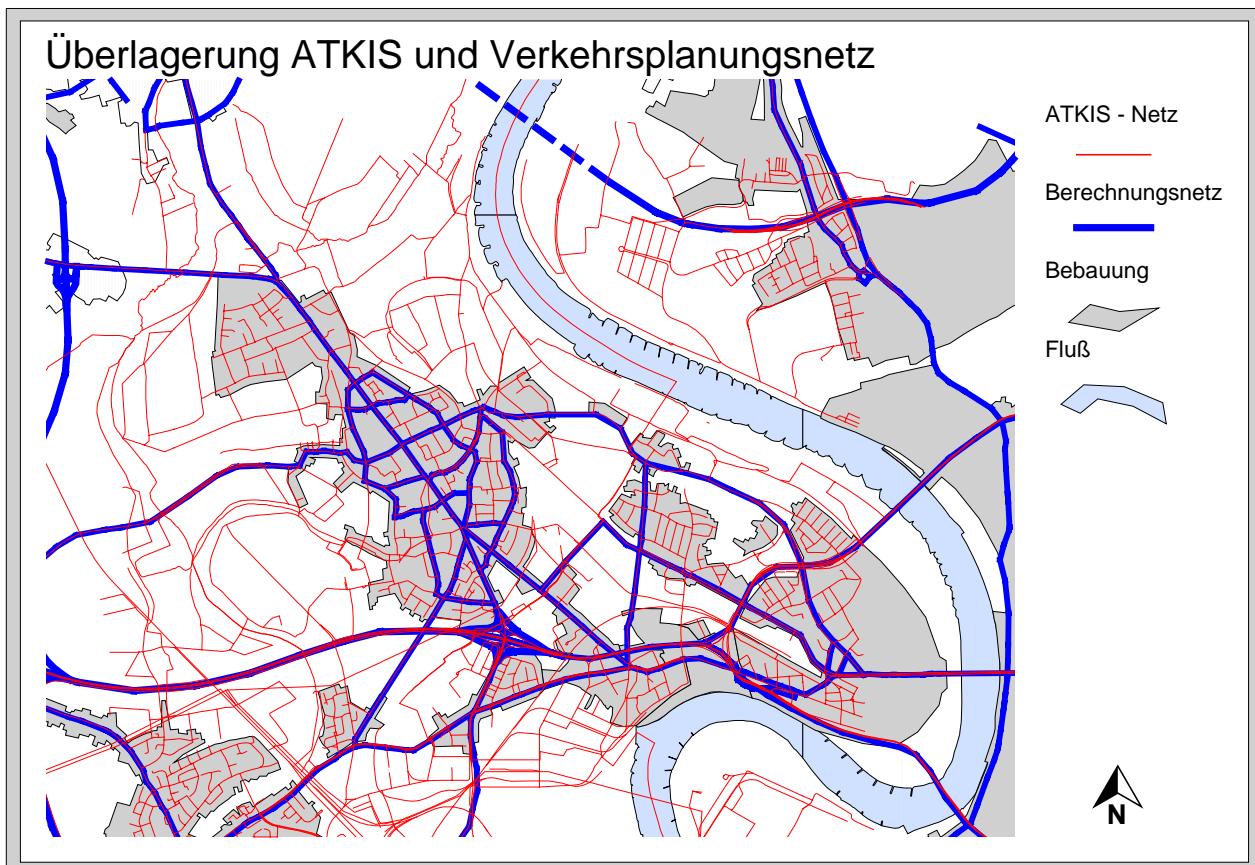 Überlagerung ATKIS und Verkehrsplanungsnetz
ATKIS - Netz
Berechnungsnetz
Bebauung
Fluß
N